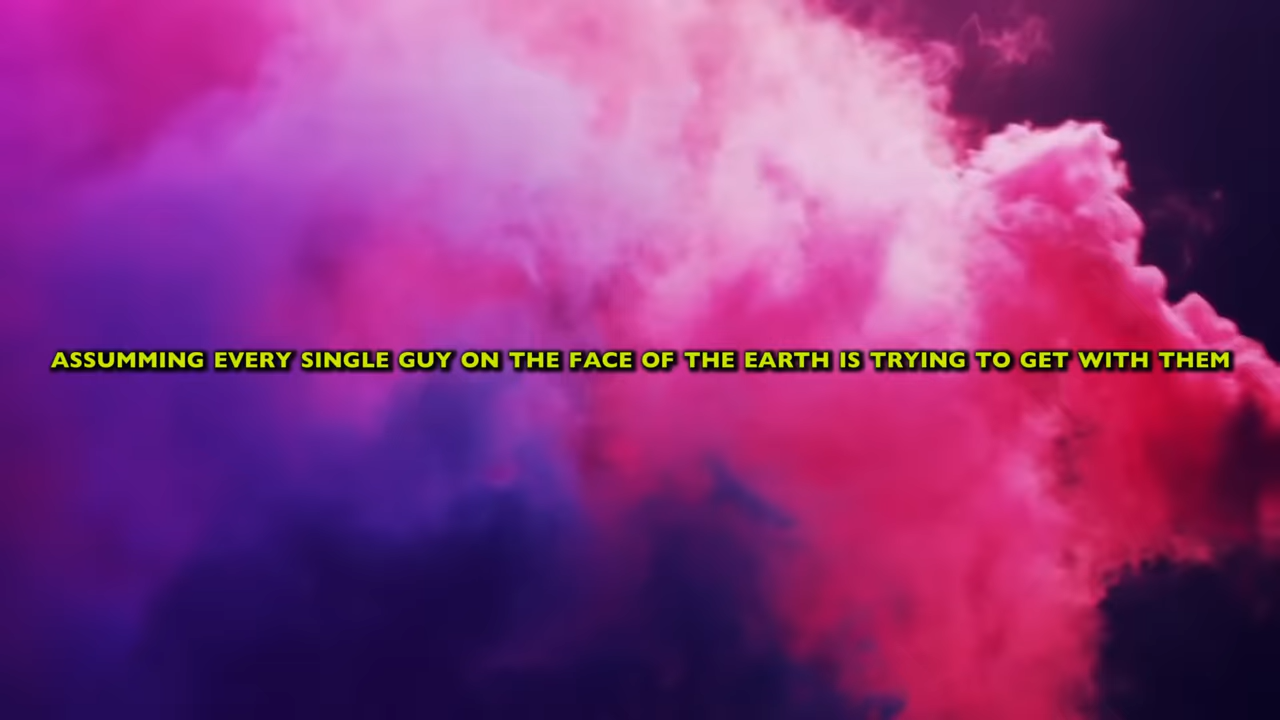 ASSUMMING EVERY SINGLE GUY ON THE FACE OF THE EARTH IS TRYING TO GET WITH THEM